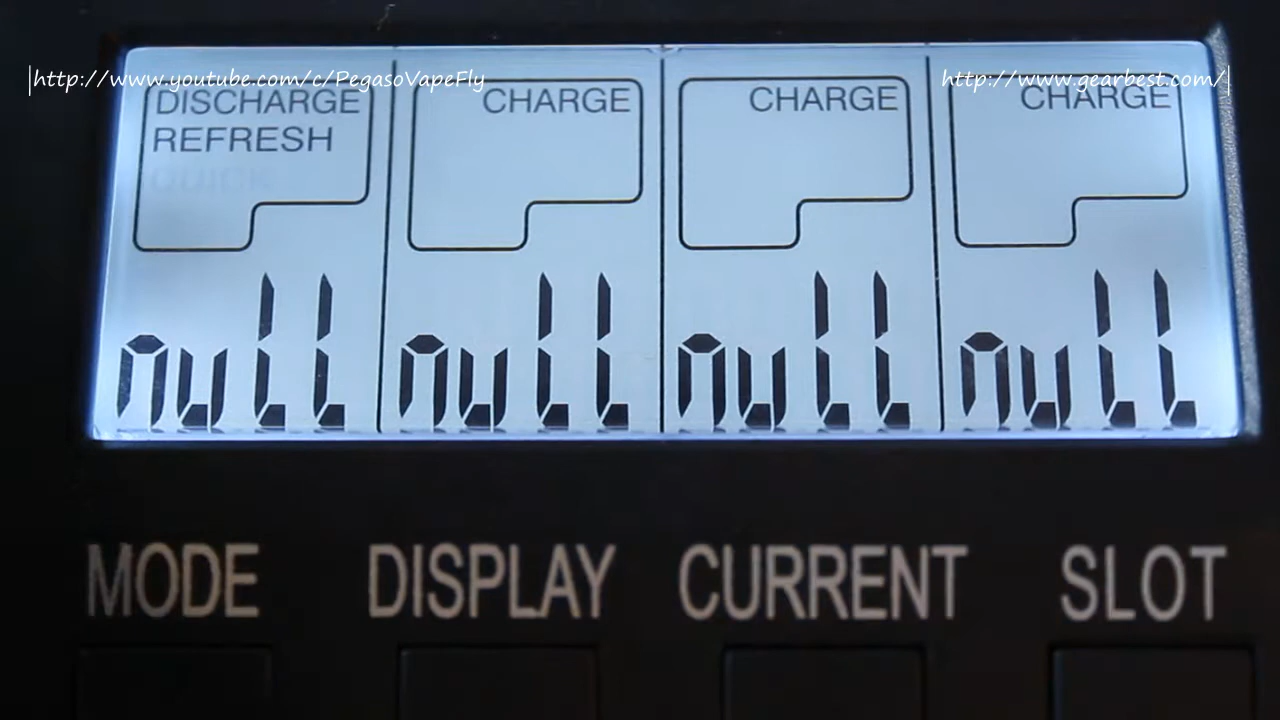 http://www.youtube.com/c/PegasoVapeFly http://www.gearbest.com/
DISCHARGE CHARGE CHARGE CHARGE
REFRESH
QUICK
null null null null
MODE DISPLAY CURRENT SLOT